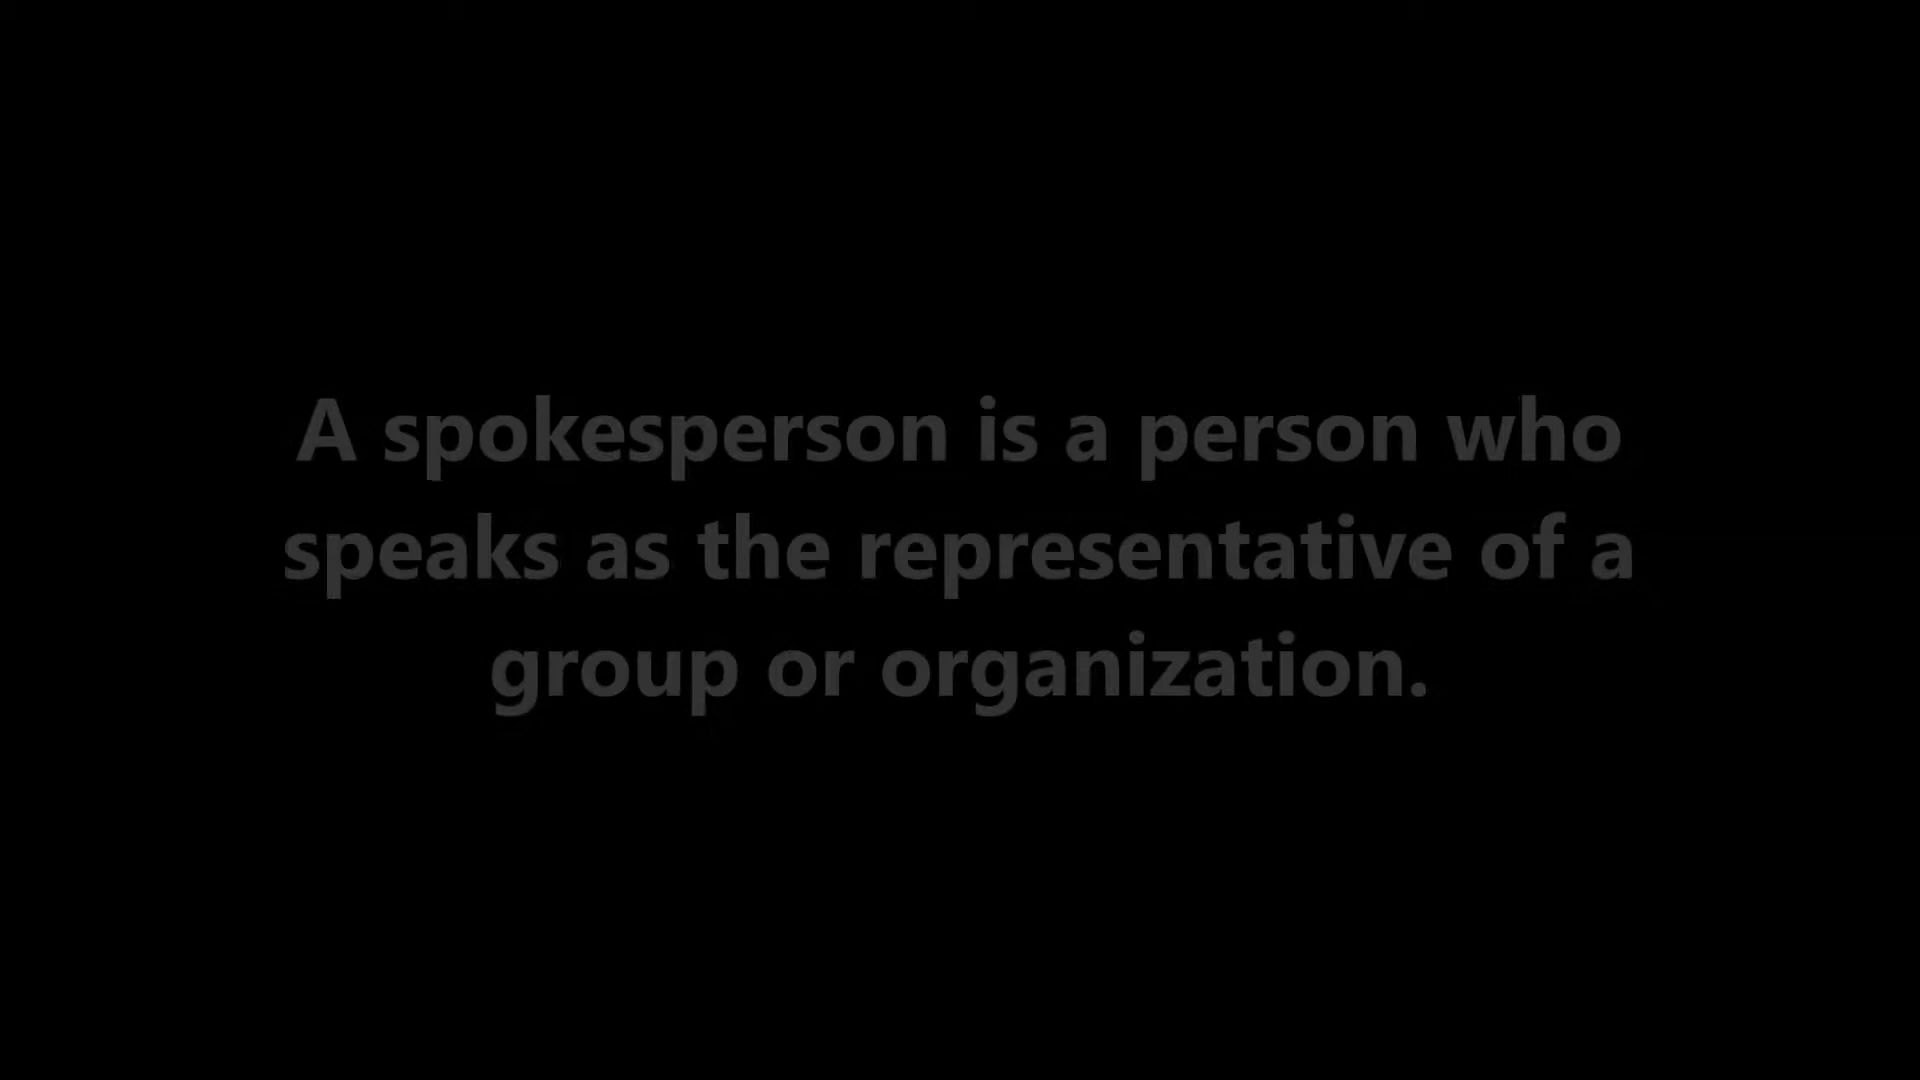 A spokesperson is a person who
speaks as the representative of a
group or organization.